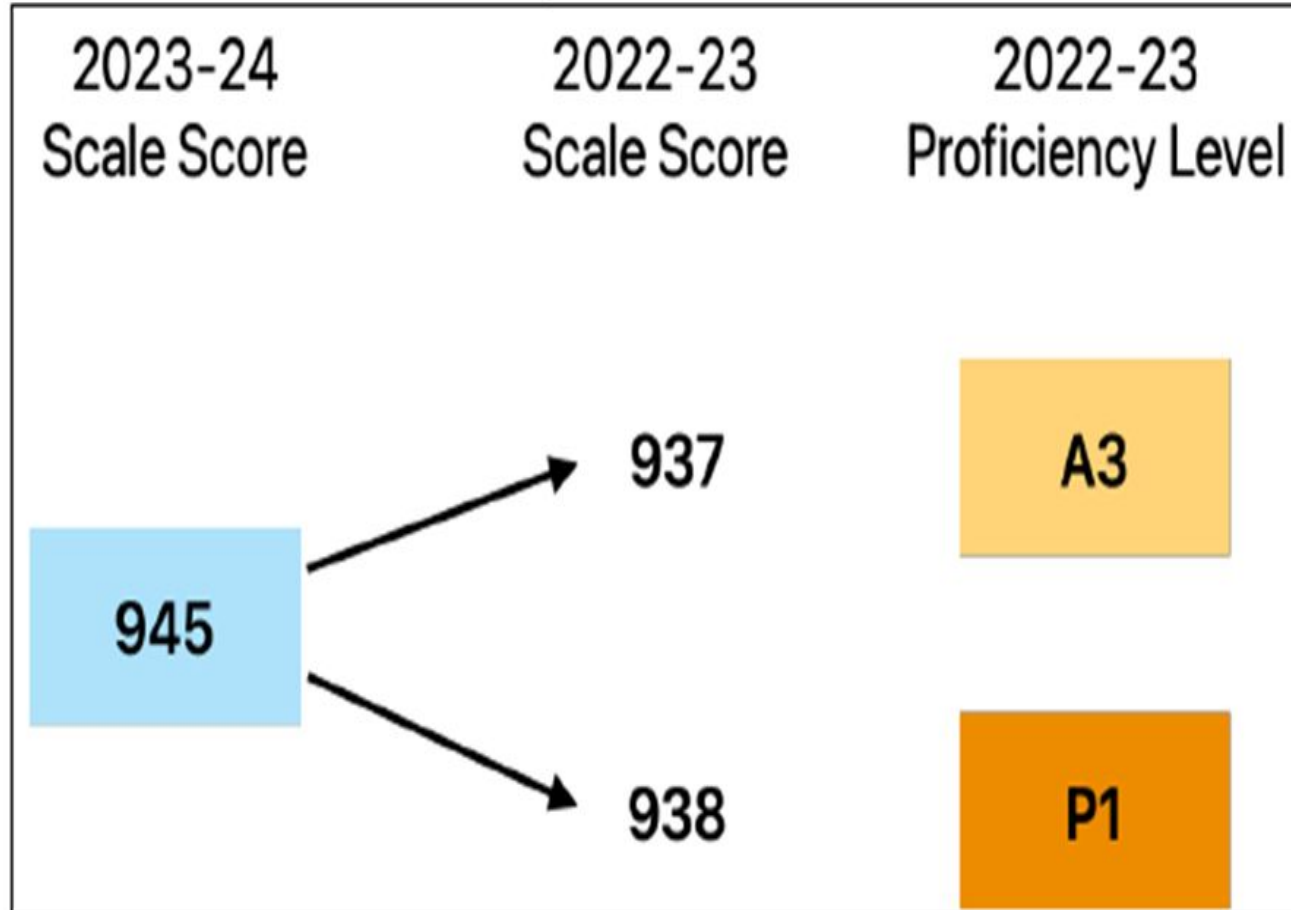 2023-24
Scale Score
2022-23
Scale Score
2022-23
Proficiency Level
937
A3
945
938
P1